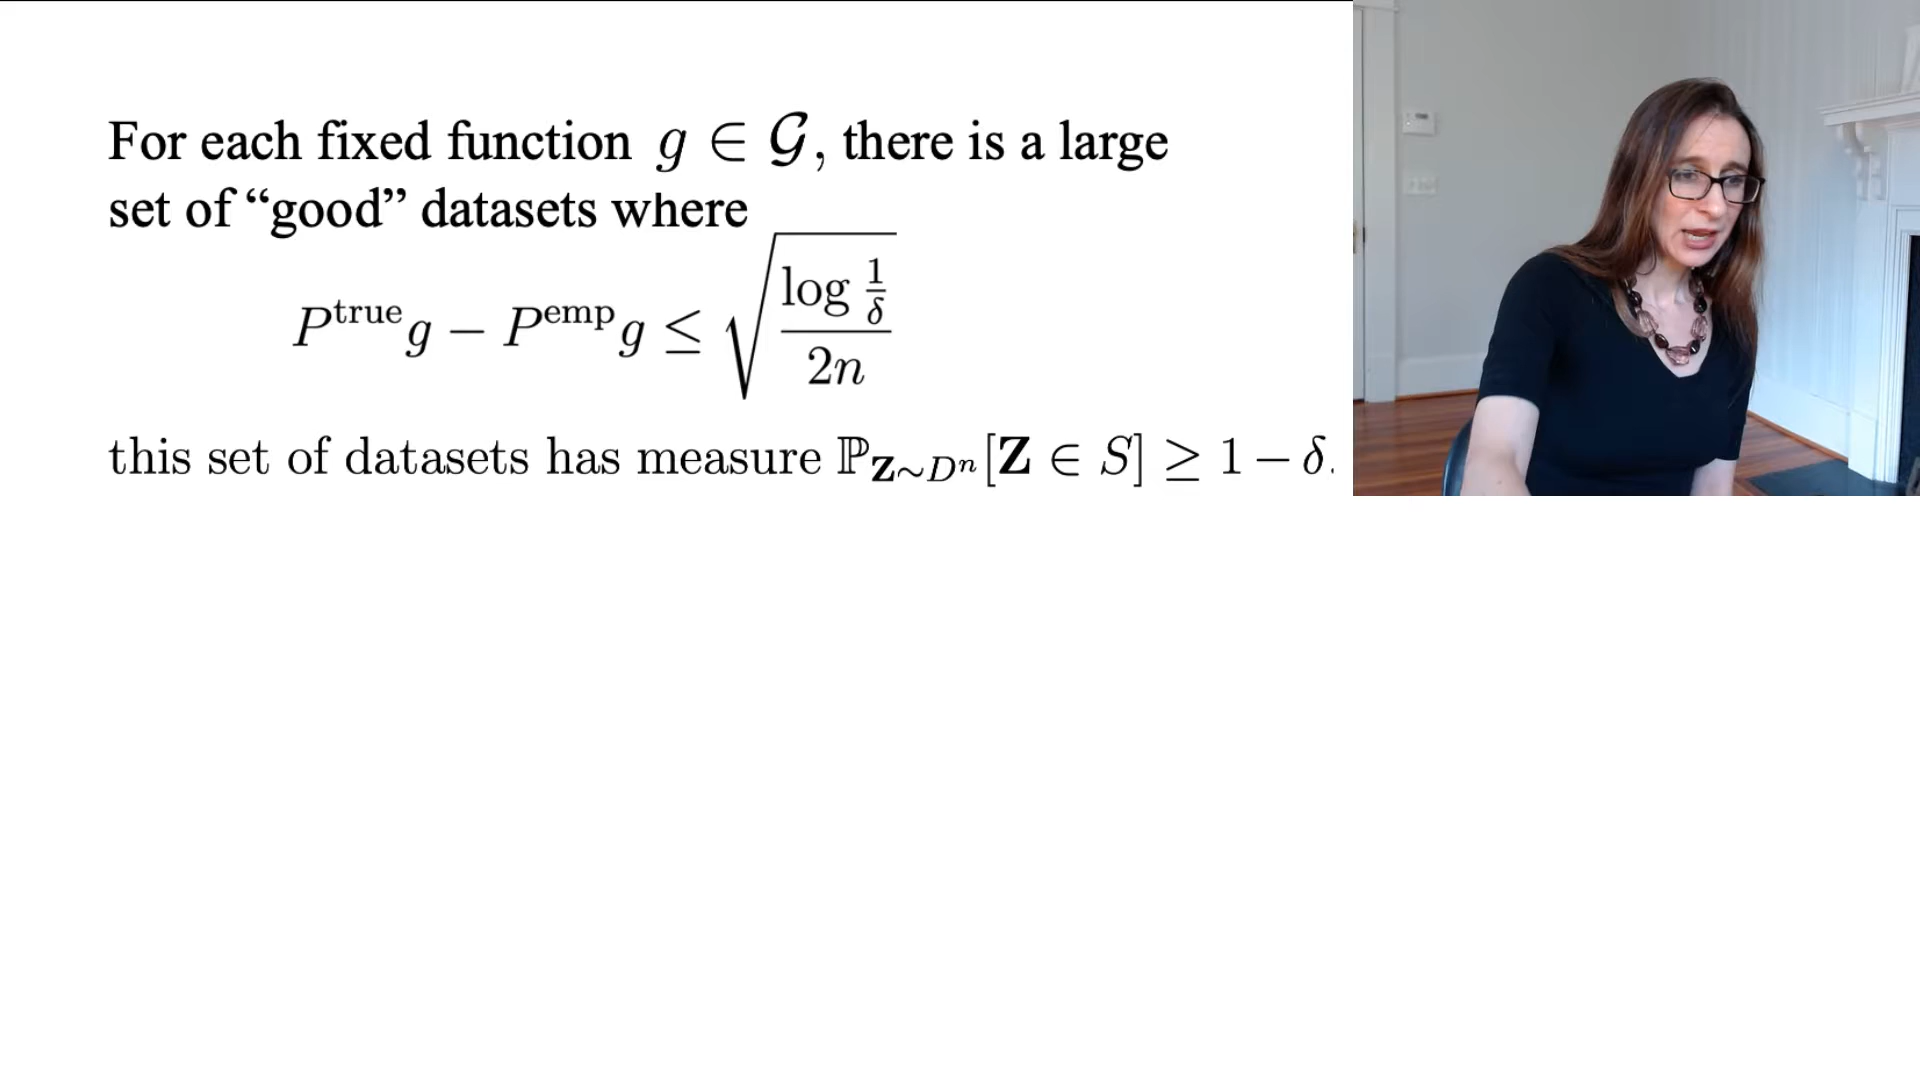 For each fixed function g ∈ 𝒢, there is a large
set of “good” datasets where
P^true g − P^emp g ≤ √(log 1/δ / 2n)
this set of datasets has measure ℙ_{𝐙∼Dⁿ}[𝐙 ∈ S] ≥ 1 − δ.